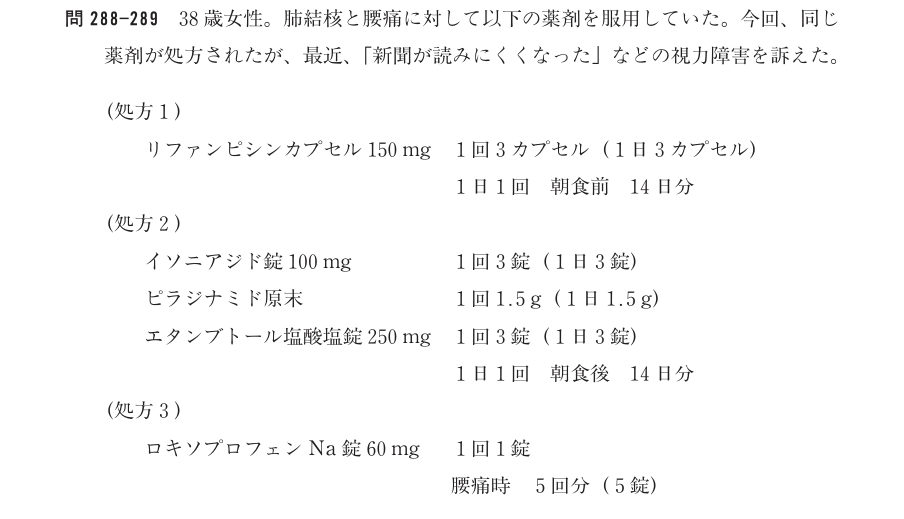 問 288−289 38 歳女性。肺結核と腰痛に対して以下の薬剤を服用していた。今回、同じ
薬剤が処方されたが、最近、「新聞が読みにくくなった」などの視力障害を訴えた。
(処方 1 )
リファンピシンカプセル 150 mg 1 回 3 カプセル（1 日 3 カプセル）
1 日 1 回 朝食前 14 日分
(処方 2 )
イソニアジド錠 100 mg 1 回 3 錠（1 日 3 錠）
ピラジナミド原末 1 回 1.5 g（1 日 1.5 g）
エタンブトール塩酸塩錠 250 mg 1 回 3 錠（1 日 3 錠）
1 日 1 回 朝食後 14 日分
(処方 3 )
ロキソプロフェン Na 錠 60 mg 1 回 1 錠
腰痛時 5 回分（5 錠）